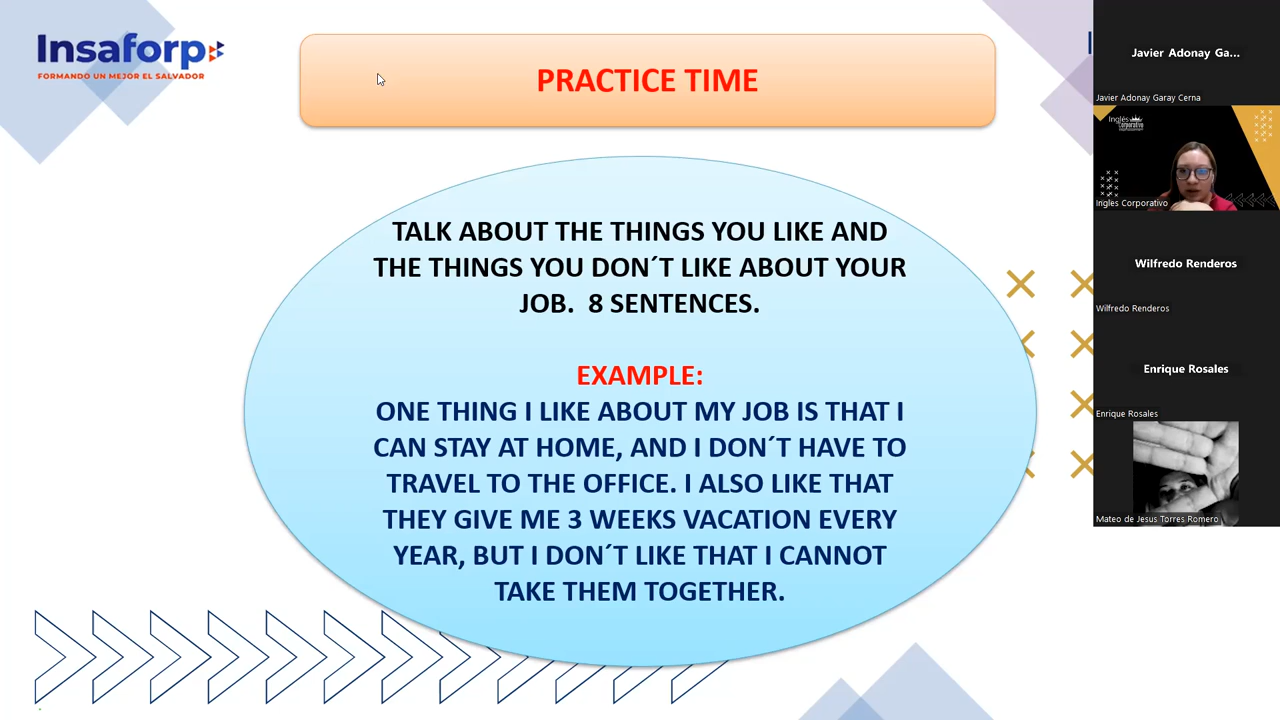 Insaforp
FORMANDO UN MEJOR EL SALVADOR
PRACTICE TIME
TALK ABOUT THE THINGS YOU LIKE AND
THE THINGS YOU DON´T LIKE ABOUT YOUR
JOB.  8 SENTENCES.
EXAMPLE:
ONE THING I LIKE ABOUT MY JOB IS THAT I
CAN STAY AT HOME, AND I DON´T HAVE TO
TRAVEL TO THE OFFICE. I ALSO LIKE THAT
THEY GIVE ME 3 WEEKS VACATION EVERY
YEAR, BUT I DON´T LIKE THAT I CANNOT
TAKE THEM TOGETHER.
Javier Adonay Ga...
Javier Adonay Garay Cerna
Inglés
Corporativo
Ingles Corporativo
Wilfredo Renderos
Wilfredo Renderos
Enrique Rosales
Enrique Rosales
Mateo de Jesus Torres Romero